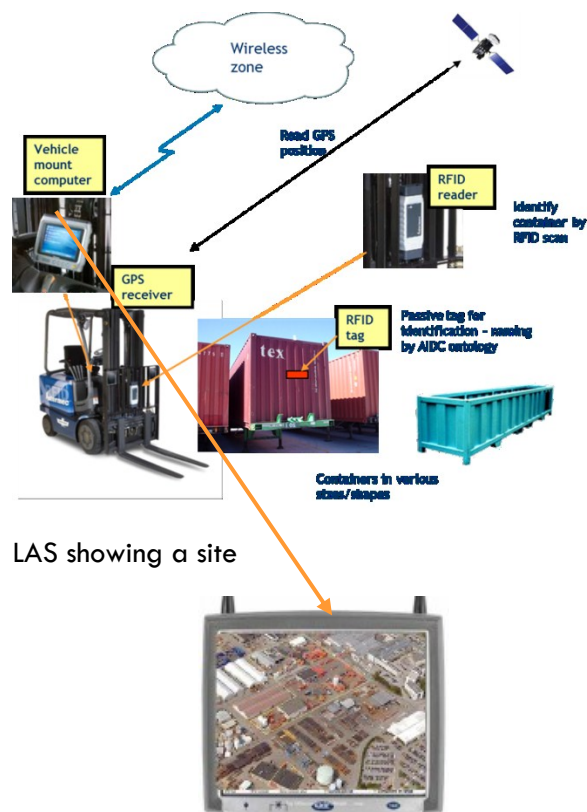 Wireless
zone
Read GPS
position
Vehicle
mount
computer
RFID
reader
Identify
container by
RFID scan
GPS
receiver
RFID
tag
tex
Passive tag for
identification - naming
by AIDC ontology
Containers in various
sizes/shapes
LAS showing a site